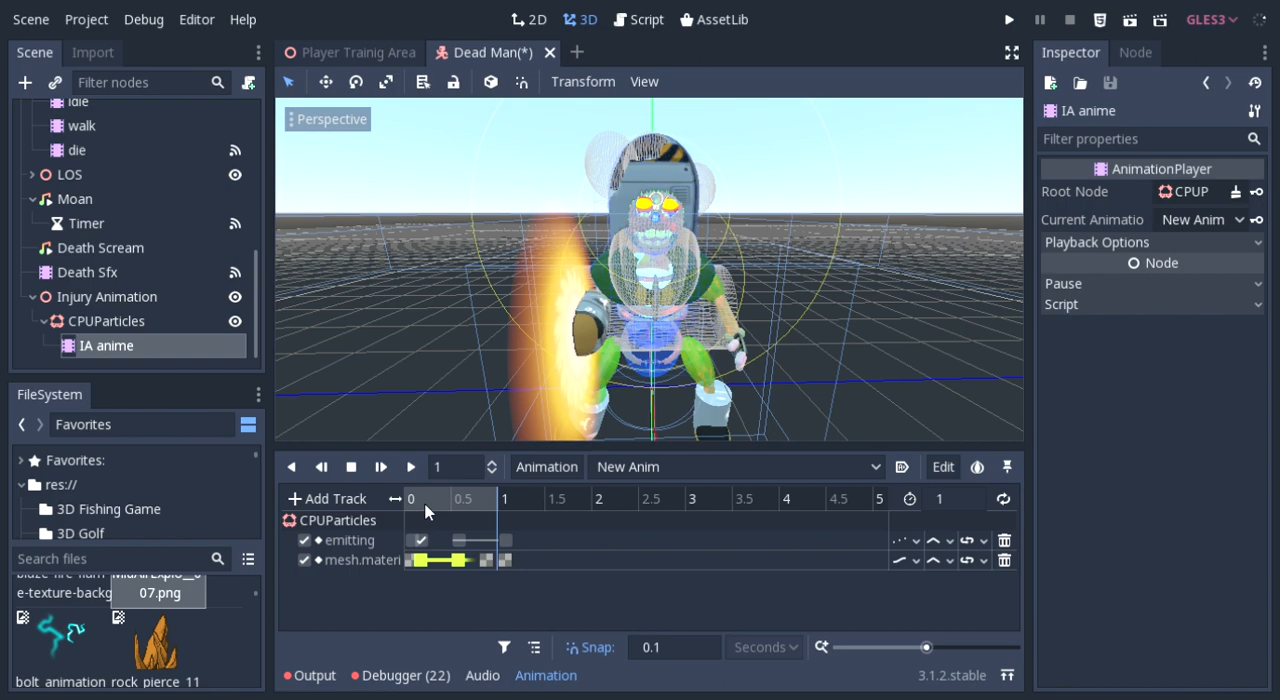 Scene Project Debug Editor Help
2D 3D Script AssetLib
GLES3
Scene Import
Filter nodes
idle
walk
die
LOS
Moan
Timer
Death Scream
Death Sfx
Injury Animation
CPUParticles
IA anime
FileSystem
Favorites
Favorites:
res://
3D Fishing Game
3D Golf
Search files
e-texture-backg
07.png
bolt_animation rock_pierce_11
Player Trainig Area Dead Man(*)
Transform View
Perspective
1 Animation New Anim Edit
Add Track 0 0.5 1 1.5 2 2.5 3 3.5 4 4.5 5 1
CPUParticles
emitting
mesh.materi
Snap: 0.1 Seconds
Output Debugger (22) Audio Animation 3.1.2.stable
Inspector Node
IA anime
Filter properties
AnimationPlayer
Root Node CPUP
Current Animatio New Anim
Playback Options
Node
Pause
Script